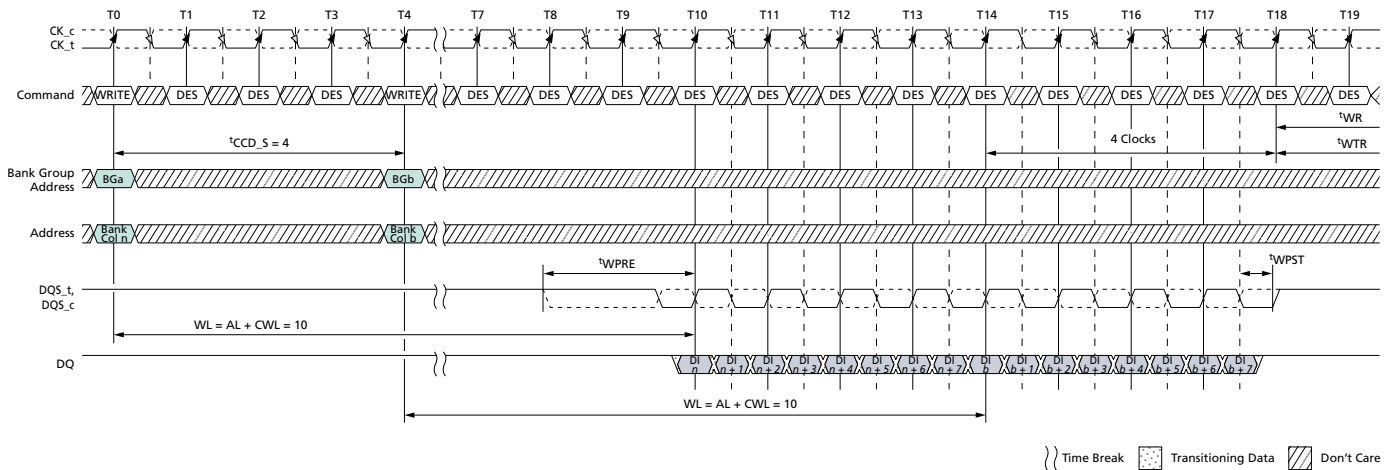 T0 T1 T2 T3 T4 T7 T8 T9 T10 T11 T12 T13 T14 T15 T16 T17 T18 T19
CK_c
CK_t
Command WRITE DES DES DES WRITE DES DES DES DES DES DES DES DES DES DES DES DES DES
tWR
tCCD_S = 4 4 Clocks tWTR
Bank Group
Address BGa BGb
Address Bank
Col n Bank
Col b
tWPRE tWPST
DQS_t,
DQS_c
WL = AL + CWL = 10
DQ DI
n DI
n + 1 DI
n + 2 DI
n + 3 DI
n + 4 DI
n + 5 DI
n + 6 DI
n + 7 DI
b DI
b + 1 DI
b + 2 DI
b + 3 DI
b + 4 DI
b + 5 DI
b + 6 DI
b + 7
WL = AL + CWL = 10
Time Break Transitioning Data Don't Care